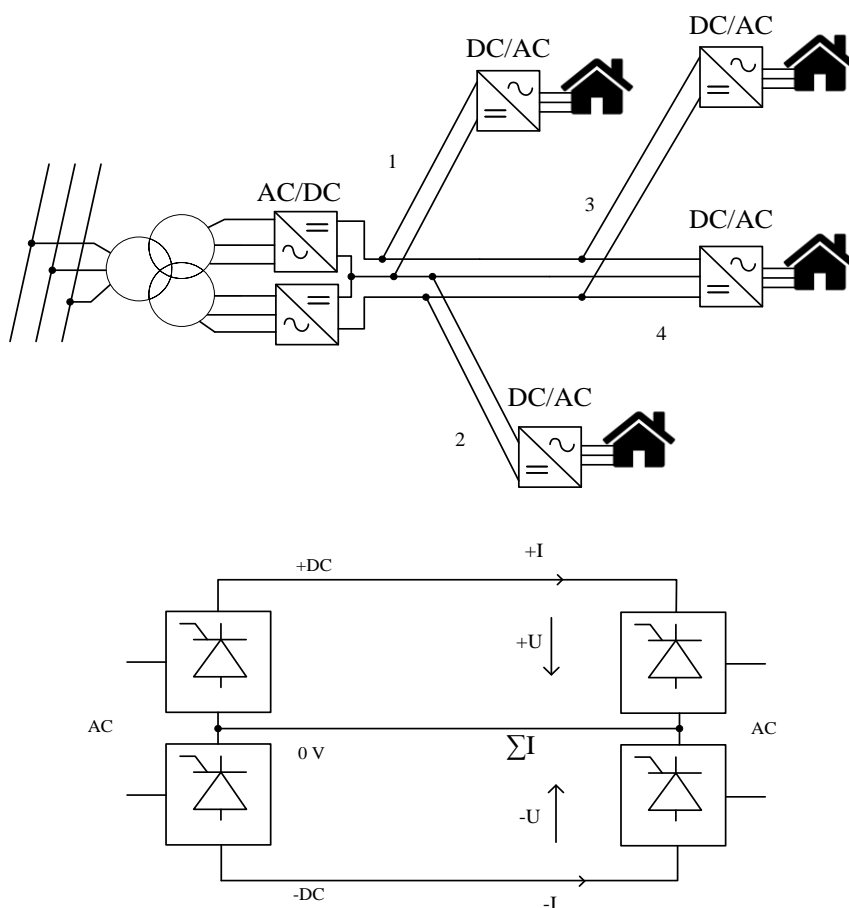 DC/AC
DC/AC
1
AC/DC
3
DC/AC
4
DC/AC
2
+DC
+I
+U
AC
0 V
∑I
AC
-U
-DC
-I